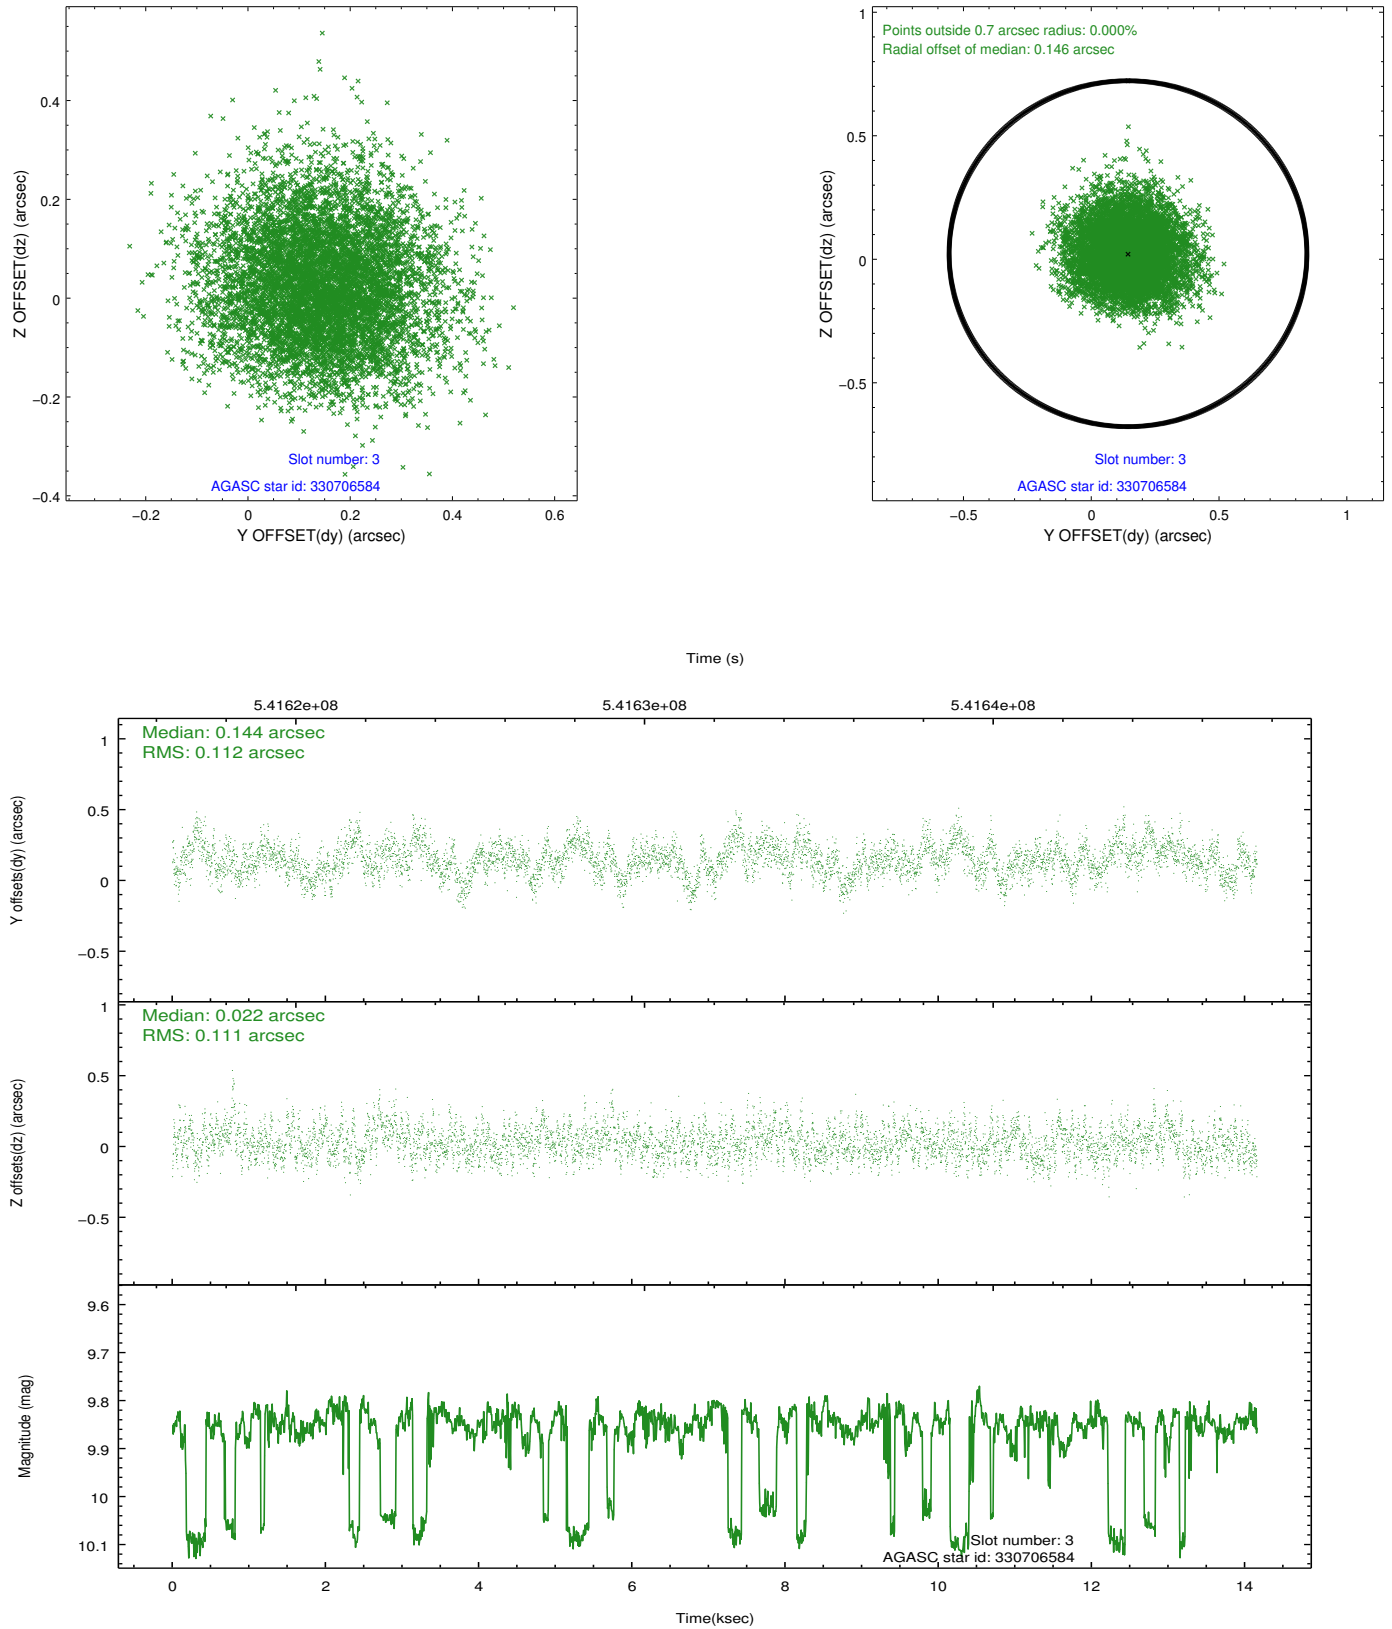 0.4
0.2
0
−0.2
−0.4
Z OFFSET(dz) (arcsec)
Slot number: 3
AGASC star id: 330706584
−0.2 0 0.2 0.4 0.6
Y OFFSET(dy) (arcsec)
1
0.5
0
−0.5
Z OFFSET(dz) (arcsec)
Points outside 0.7 arcsec radius: 0.000%
Radial offset of median: 0.146 arcsec
Slot number: 3
AGASC star id: 330706584
−0.5 0 0.5 1
Y OFFSET(dy) (arcsec)
Time (s)
5.4162e+08 5.4163e+08 5.4164e+08
Median: 0.144 arcsec
RMS: 0.112 arcsec
1
0.5
0
−0.5
Y offsets(dy) (arcsec)
Median: 0.022 arcsec
RMS: 0.111 arcsec
1
0.5
0
−0.5
Z offsets(dz) (arcsec)
9.6
9.7
9.8
9.9
10
10.1
Magnitude (mag)
Slot number: 3
AGASC star id: 330706584
0 2 4 6 8 10 12 14
Time(ksec)